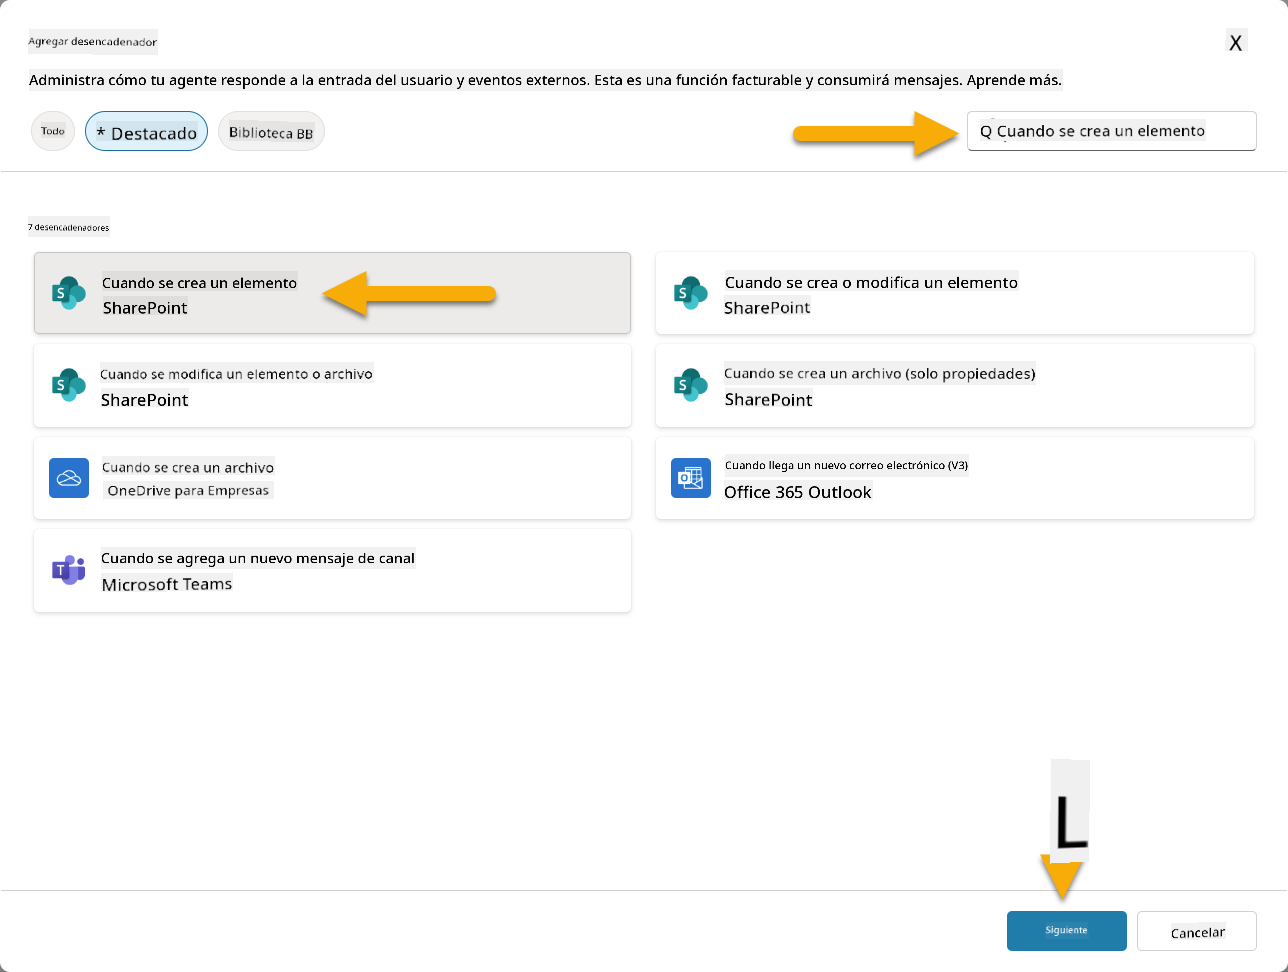 Agregar desencadenador
X
Administra cómo tu agente responde a la entrada del usuario y eventos externos. Esta es una función facturable y consumirá mensajes. Aprende más.
Todo
* Destacado
Biblioteca BB
Q Cuando se crea un elemento
7 desencadenadores
Cuando se crea un elemento
SharePoint
Cuando se crea o modifica un elemento
SharePoint
Cuando se modifica un elemento o archivo
SharePoint
Cuando se crea un archivo (solo propiedades)
SharePoint
Cuando se crea un archivo
OneDrive para Empresas
Cuando llega un nuevo correo electrónico (V3)
Office 365 Outlook
Cuando se agrega un nuevo mensaje de canal
Microsoft Teams
L
Siguiente
Cancelar